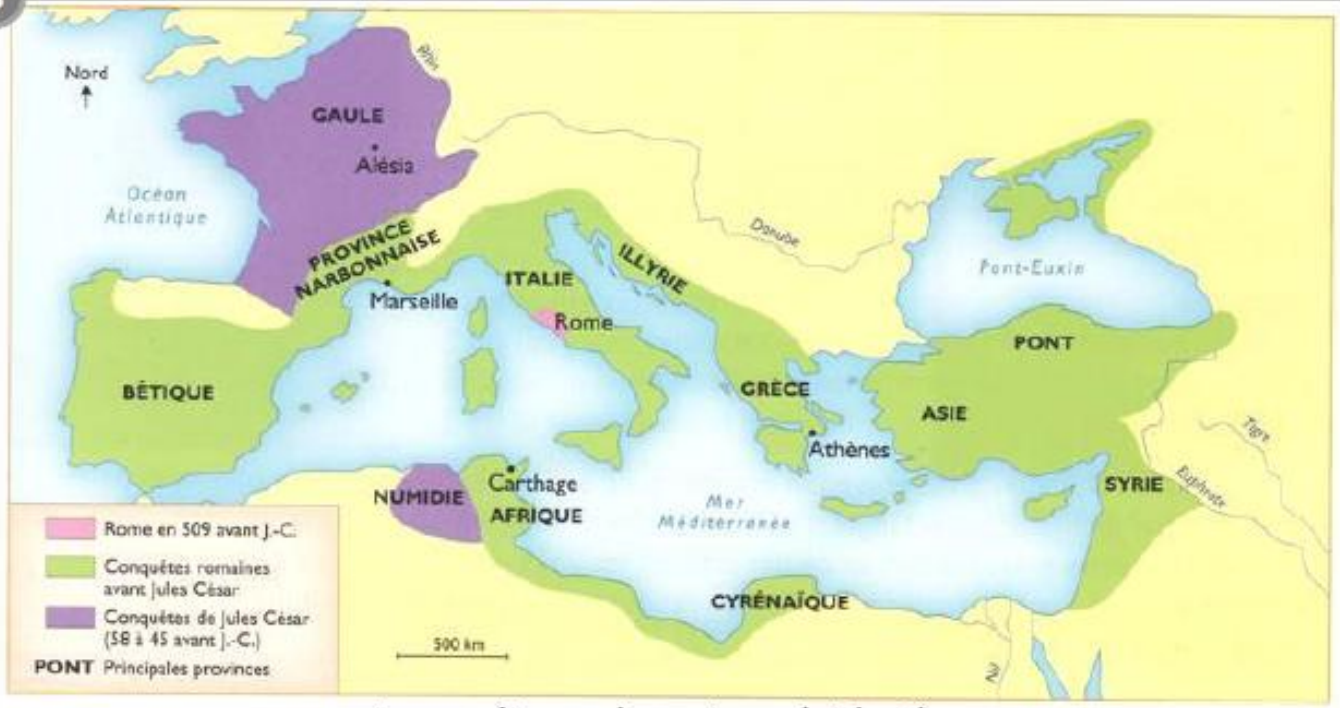 Nord
Rhin
GAULE
Alésia
Océan
Atlantique
PROVINCE
NARBONNAISE
Marseille
ITALIE
Rome
ILLYRIE
Danube
Pont-Euxin
PONT
ASIE
BÉTIQUE
GRÈCE
Athènes
Tigre
Euphrate
SYRIE
NUMIDIE
Carthage
AFRIQUE
Mer
Méditerranée
CYRÉNAÏQUE
Nil
500 km
Rome en 509 avant J.-C.
Conquêtes romaines
avant Jules César
Conquêtes de Jules César
(58 à 45 avant J.-C.)
PONT Principales provinces